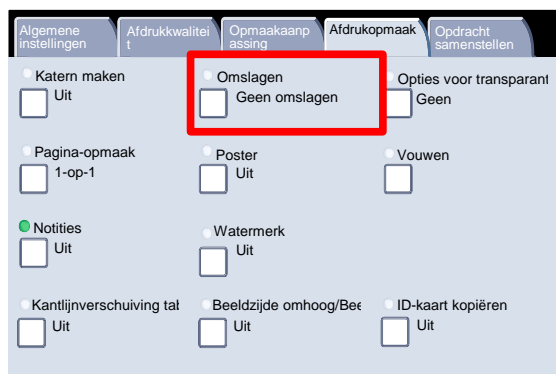 Algemene
instellingen
Afdrukkwalitei
t
Opmaakaanp
assing
Afdrukopmaak
Opdracht
samenstellen
Katern maken
Uit
Omslagen
Geen omslagen
Opties voor transparant
Geen
Pagina-opmaak
1-op-1
Poster
Uit
Vouwen
Notities
Uit
Watermerk
Uit
Kantlijnverschuiving tab
Uit
Beeldzijde omhoog/Bee
Uit
ID-kaart kopiëren
Uit